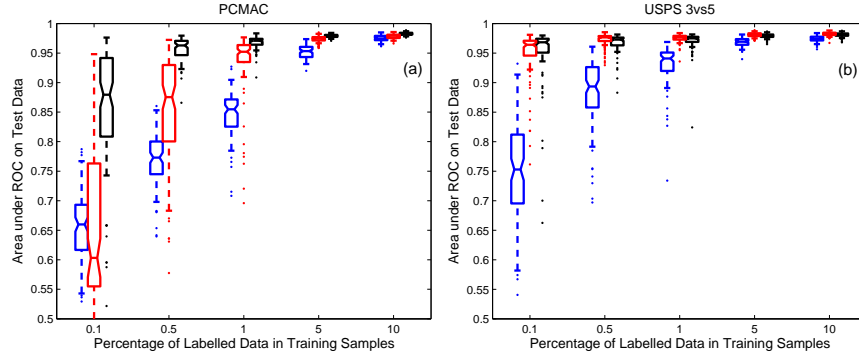 PCMAC
(a)
Area under ROC on Test Data
1
0.95
0.9
0.85
0.8
0.75
0.7
0.65
0.6
0.55
0.5
0.1 0.5 1 5 10
Percentage of Labelled Data in Training Samples
USPS 3vs5
(b)
Area under ROC on Test Data
1
0.95
0.9
0.85
0.8
0.75
0.7
0.65
0.6
0.55
0.5
0.1 0.5 1 5 10
Percentage of Labelled Data in Training Samples